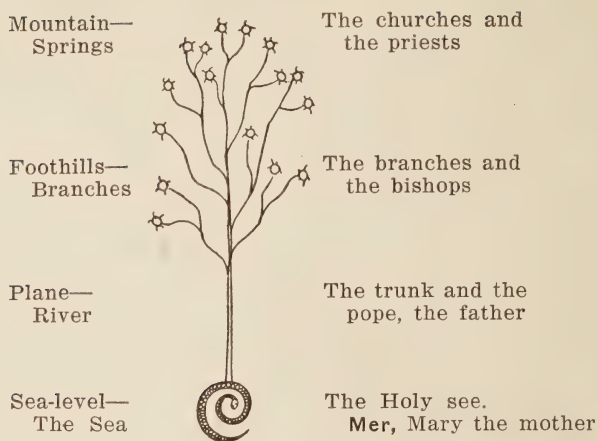 Mountain—
Springs
The churches and
the priests
Foothills—
Branches
The branches and
the bishops
Plane—
River
The trunk and the
pope, the father
Sea-level—
The Sea
The Holy see.
Mer, Mary the mother